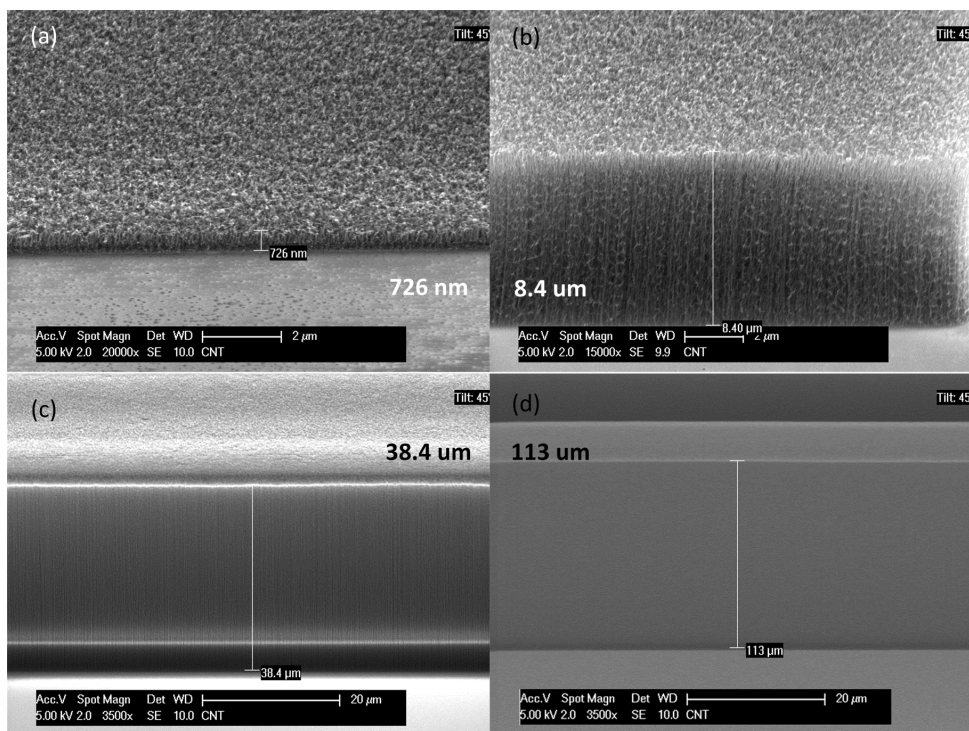 (a)
Tilt: 45°
726 nm
726 nm
Acc.V Spot Magn Det WD 2 µm
5.00 kV 2.0 20000x SE 10.0 CNT
(b)
Tilt: 45
8.4 um
8.40 µm
Acc.V Spot Magn Det WD 2 µm
5.00 kV 2.0 15000x SE 9.9 CNT
(c)
Tilt: 45°
38.4 um
38.4 µm
Acc.V Spot Magn Det WD 20 µm
5.00 kV 2.0 3500x SE 10.0 CNT
(d)
Tilt: 45
113 um
113 µm
Acc.V Spot Magn Det WD 20 µm
5.00 kV 2.0 3500x SE 10.0 CNT